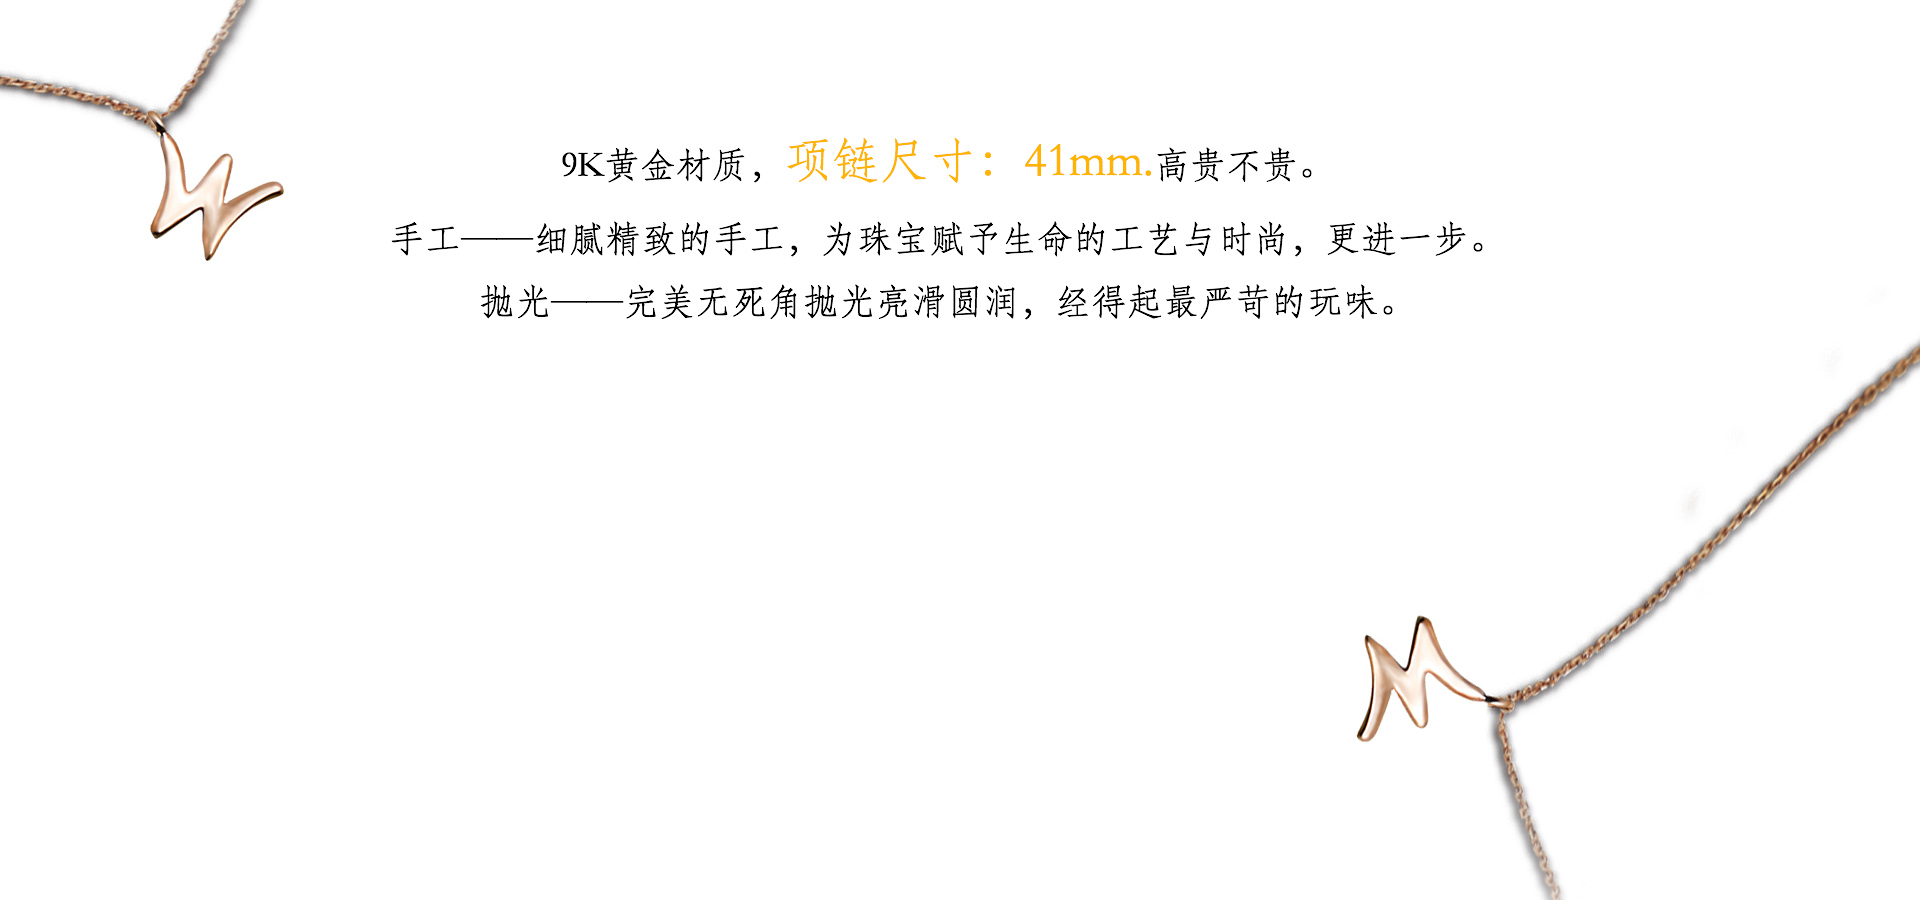 9K黄金材质，项链尺寸：41mm.高贵不贵。
手工——细腻精致的手工，为珠宝赋予生命的工艺与时尚，更进一步。
抛光——完美无死角抛光亮滑圆润，经得起最严苛的玩味。